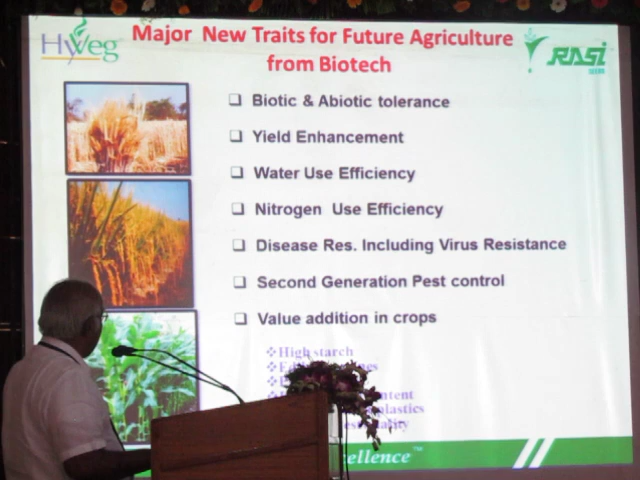 HyVeg
Major New Traits for Future Agriculture
from Biotech
RASI
❑ Biotic & Abiotic tolerance
❑ Yield Enhancement
❑ Water Use Efficiency
❑ Nitrogen Use Efficiency
❑ Disease Res. Including Virus Resistance
❑ Second Generation Pest control
❑ Value addition in crops
❖High starch